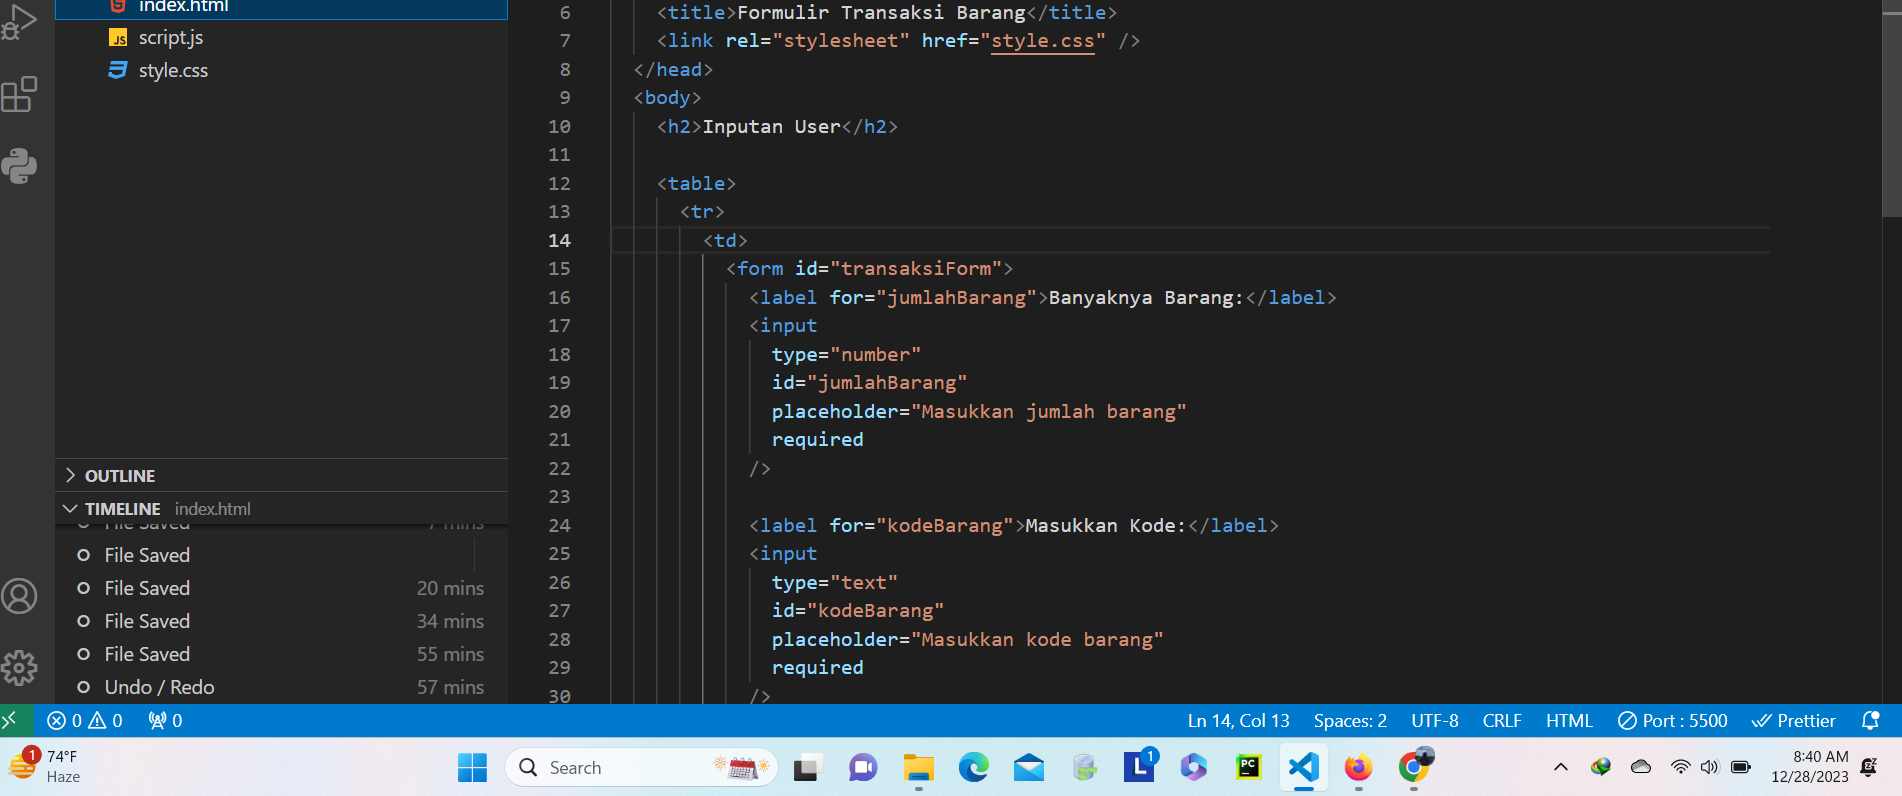 index.html
script.js
style.css
OUTLINE
TIMELINE index.html
File Saved 7 mins
File Saved
File Saved 20 mins
File Saved 34 mins
File Saved 55 mins
Undo / Redo 57 mins
6 <title>Formulir Transaksi Barang</title>
7 <link rel="stylesheet" href="style.css" />
8 </head>
9 <body>
10 <h2>Inputan User</h2>
11
12 <table>
13 <tr>
14 <td>
15 <form id="transaksiForm">
16 <label for="jumlahBarang">Banyaknya Barang:</label>
17 <input
18 type="number"
19 id="jumlahBarang"
20 placeholder="Masukkan jumlah barang"
21 required
22 />
23
24 <label for="kodeBarang">Masukkan Kode:</label>
25 <input
26 type="text"
27 id="kodeBarang"
28 placeholder="Masukkan kode barang"
29 required
30 />
0 0 0 Ln 14, Col 13 Spaces: 2 UTF-8 CRLF HTML Port : 5500 Prettier
1 74°F
Haze
Search
L 1
PC
8:40 AM
12/28/2023